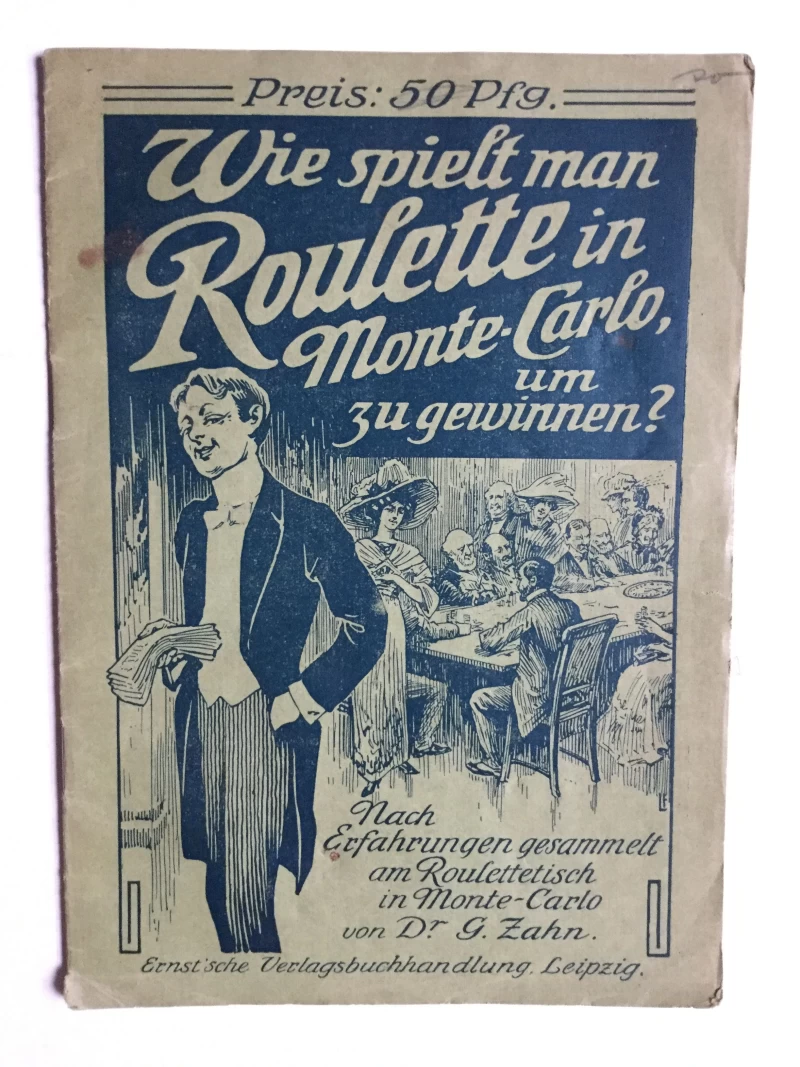 Preis: 50 Pfg.
Wie spielt man
Roulette in
Monte-Carlo,
um
zu gewinnen?
Nach
Erfahrungen gesammelt
am Roulettetisch
in Monte-Carlo
von Dr G. Zahn.
Ernst'sche Verlagsbuchhandlung. Leipzig.